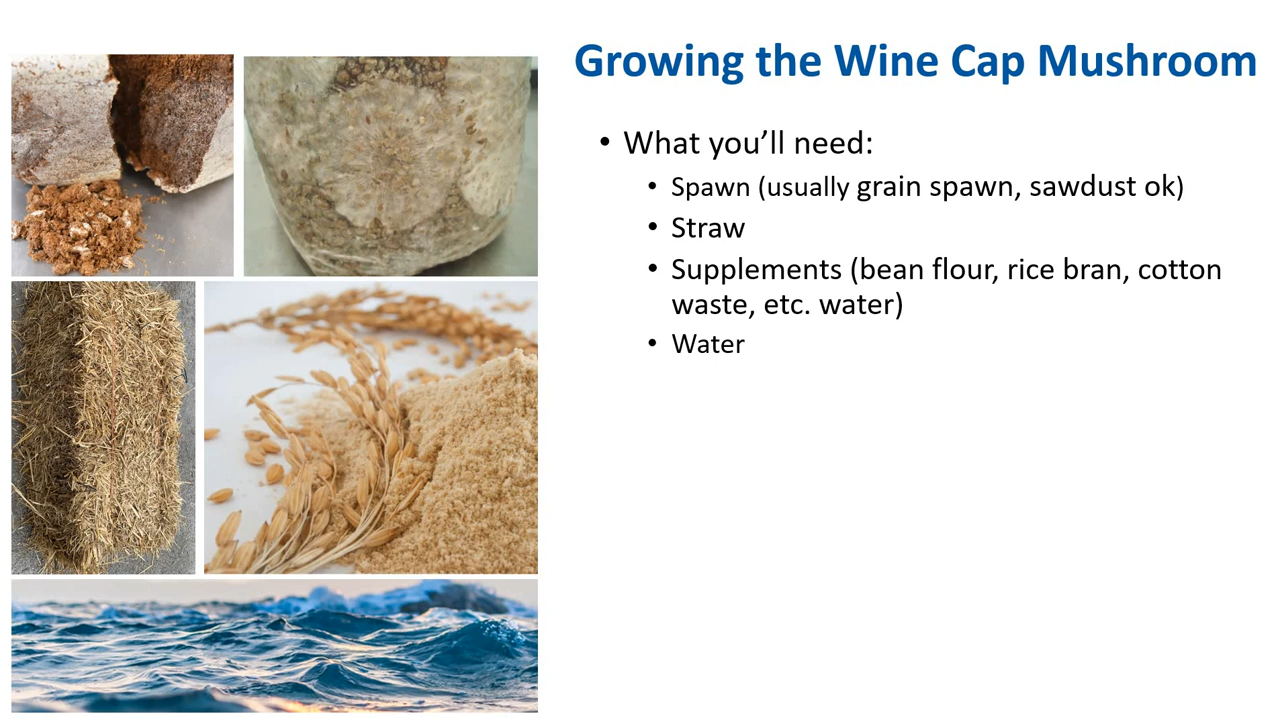 Growing the Wine Cap Mushroom
• What you’ll need:
• Spawn (usually grain spawn, sawdust ok)
• Straw
• Supplements (bean flour, rice bran, cotton
waste, etc. water)
• Water